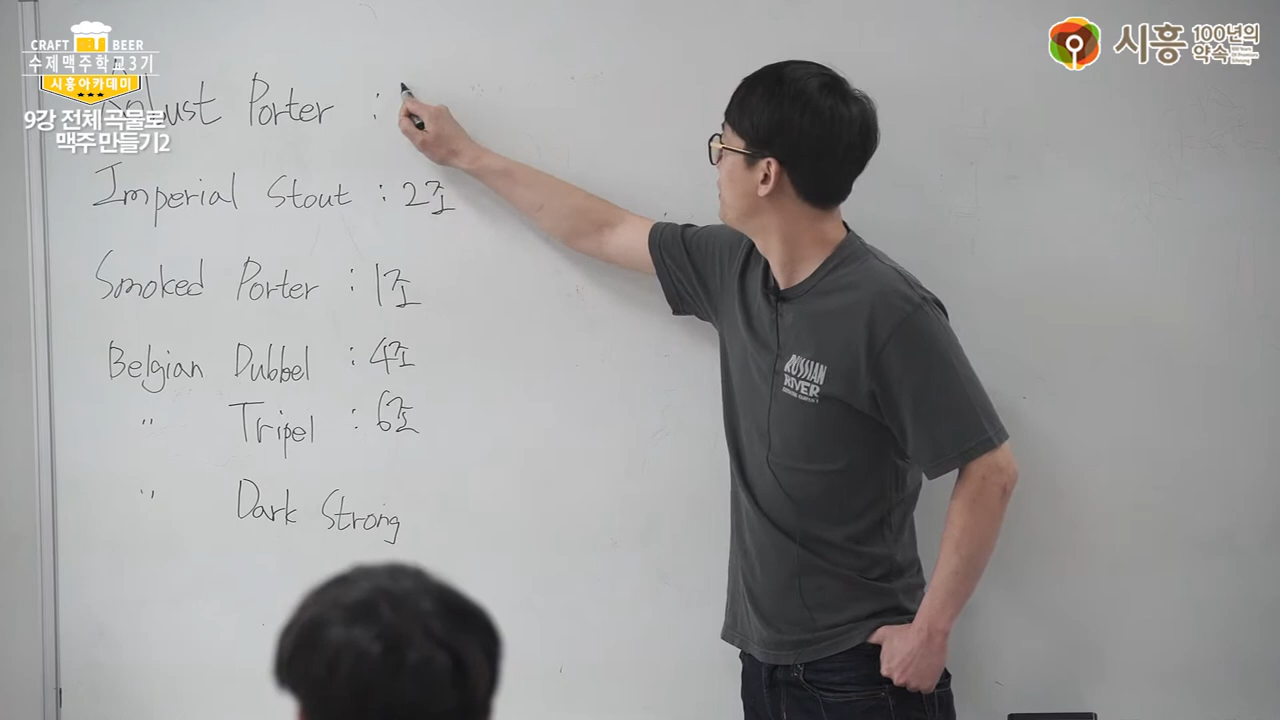 CRAFT BEER
수제맥주학교3기
시흥아카데미
9강 전체 곡물로
맥주 만들기2
시흥 100년의
약속
Robust Porter :
Imperial Stout : 2조
Smoked Porter : 1조
Belgian Dubbel : 4조
" Tripel : 6조
" Dark Strong
RUSSIAN
RIVER